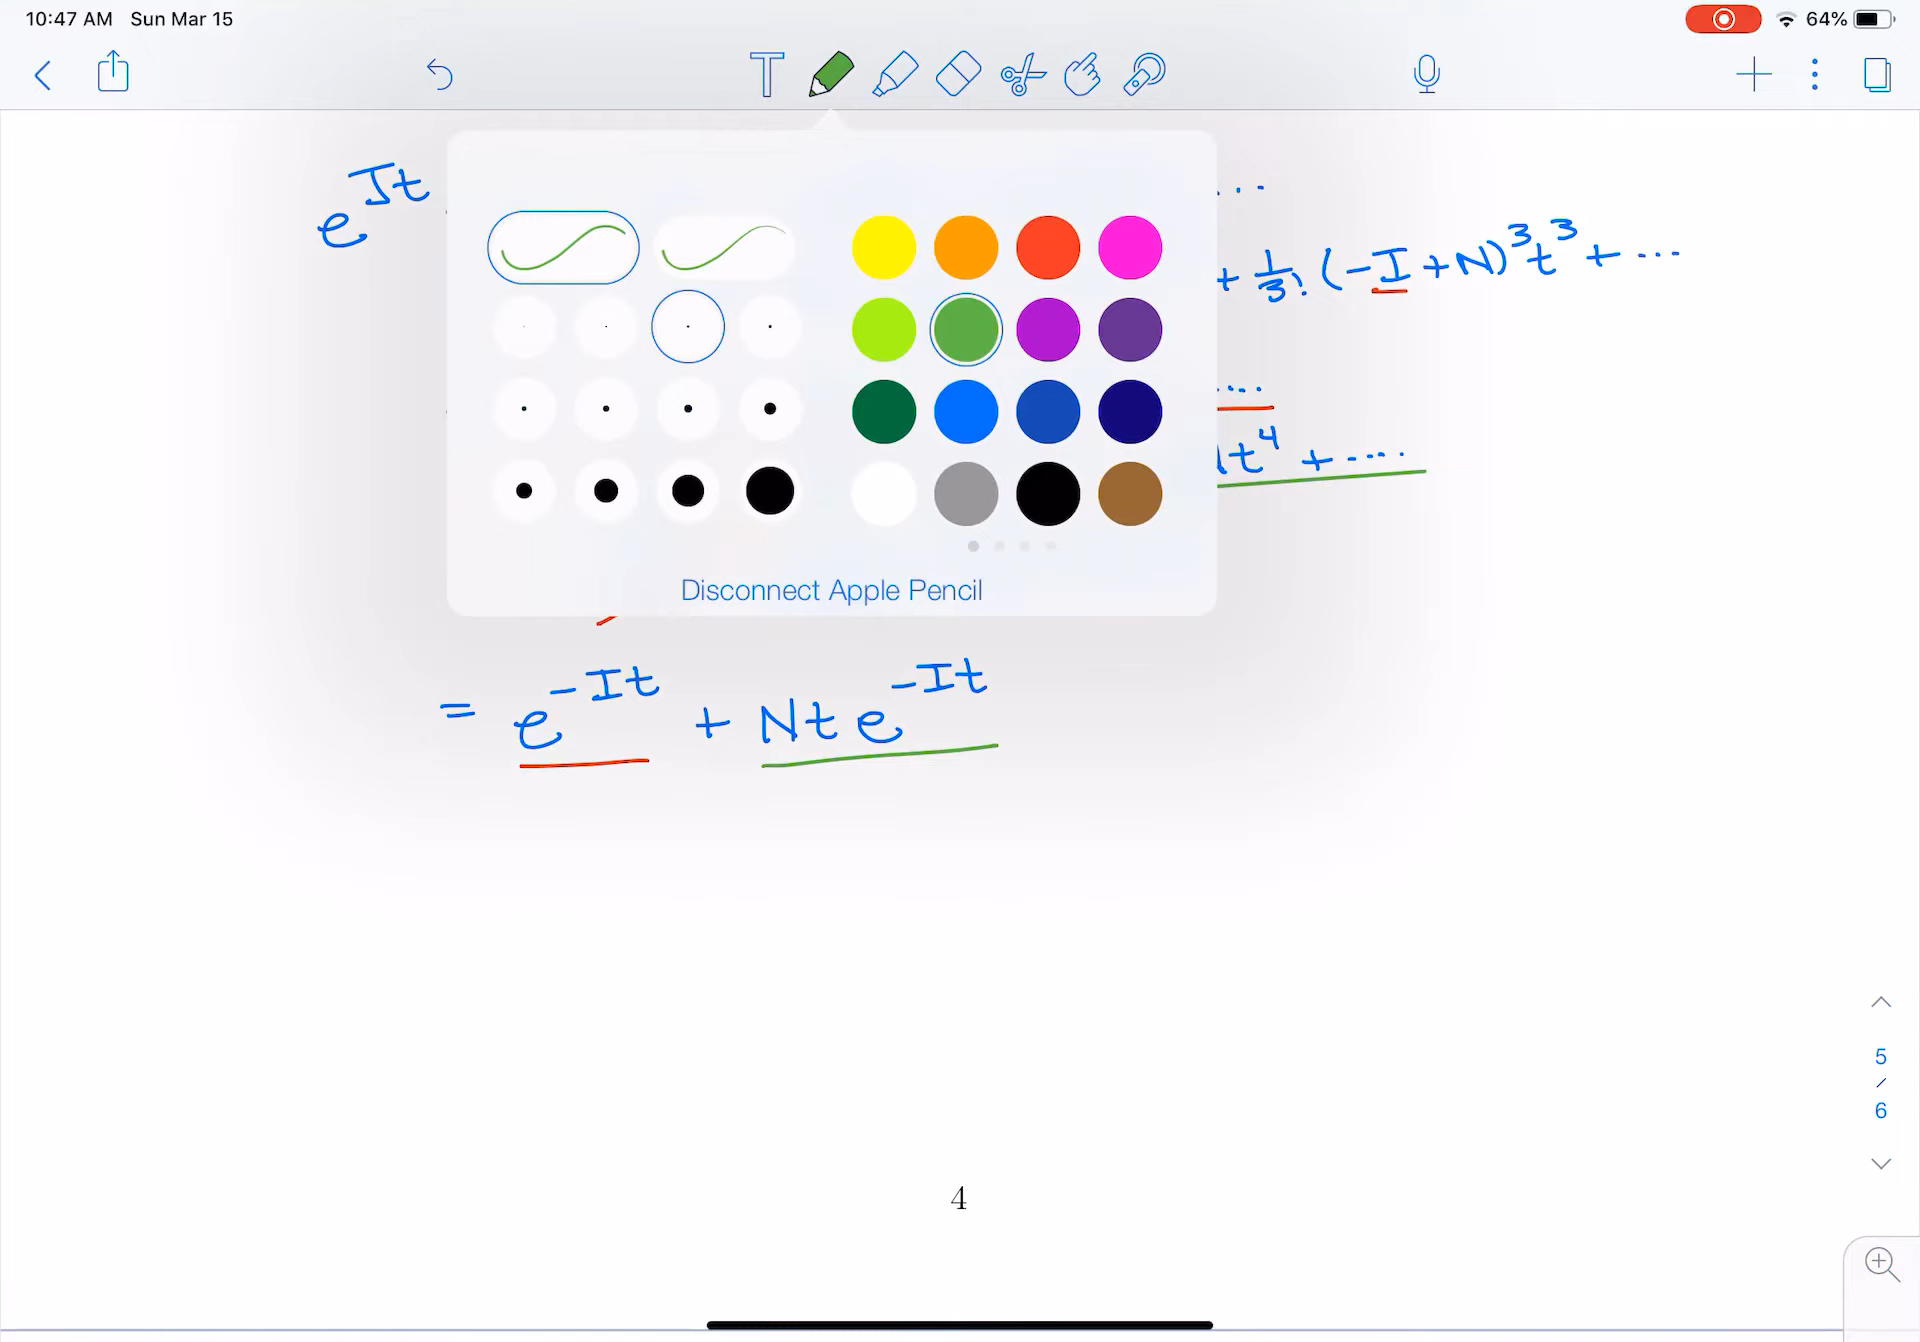 10:47 AM Sun Mar 15 64%
T
e^{Jt} ...
+ 1/3! (-I + N)^3 t^3 + ...
....
t^4 + ....
Disconnect Apple Pencil
= e^{-It} + Nt e^{-It}
5
/
6
4